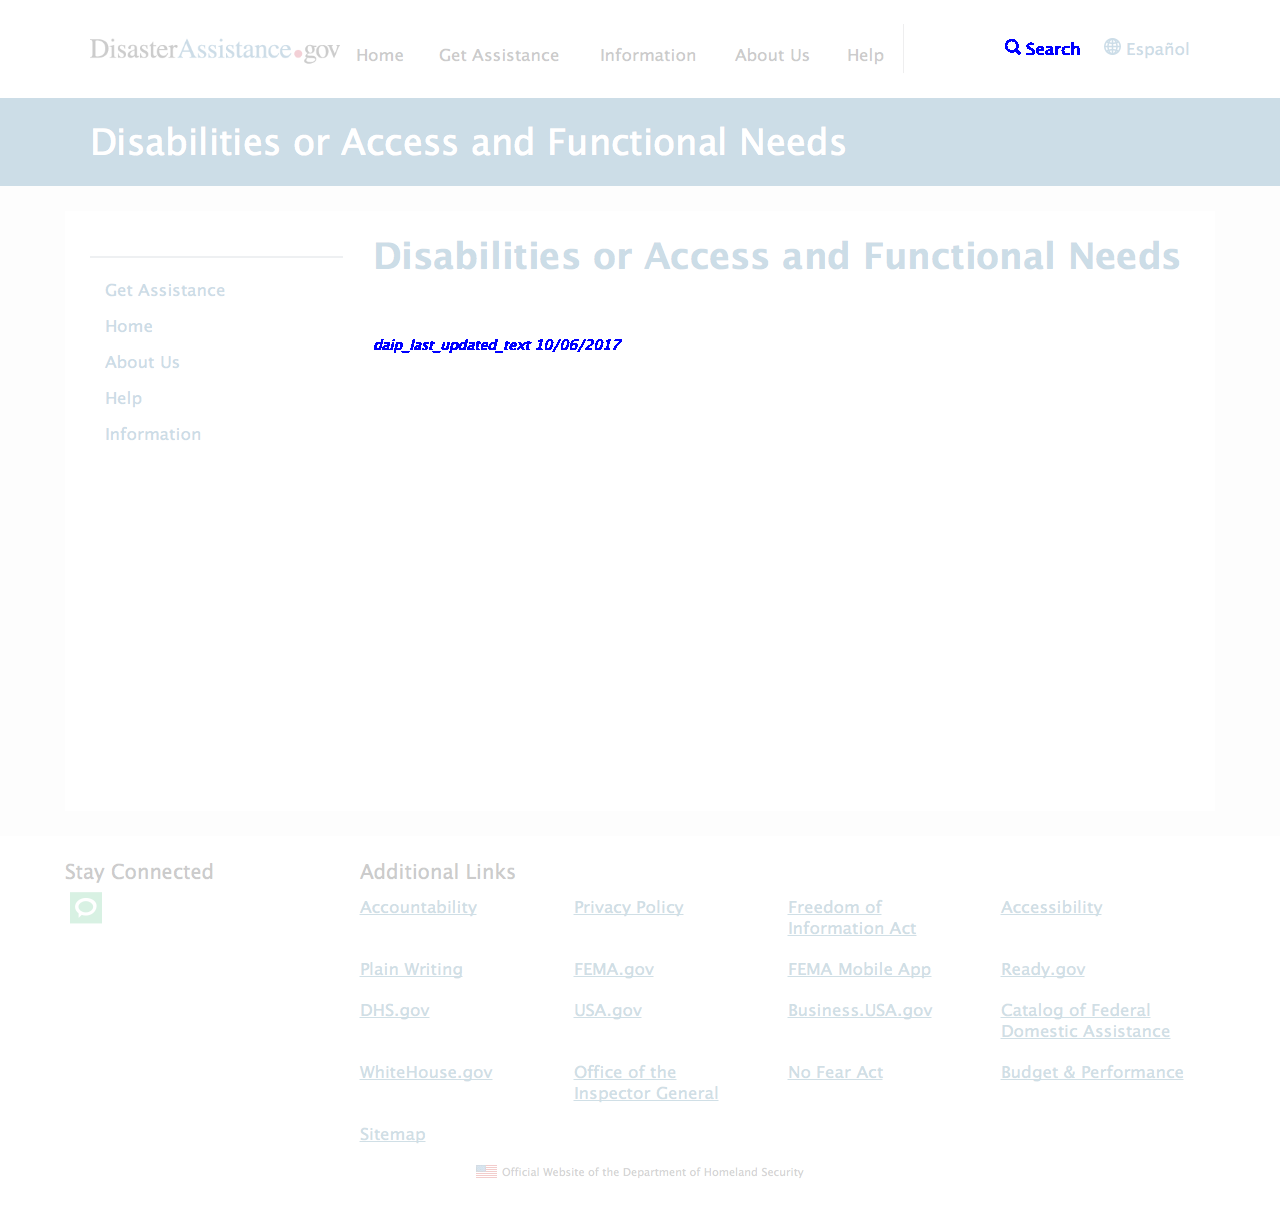 DisasterAssistance.gov Home Get Assistance Information About Us Help Search Español
Disabilities or Access and Functional Needs
Disabilities or Access and Functional Needs
Get Assistance
Home
About Us
Help
Information
daip_last_updated_text 10/06/2017
Stay Connected
Additional Links
Accountability Privacy Policy Freedom of Information Act Accessibility
Plain Writing FEMA.gov FEMA Mobile App Ready.gov
DHS.gov USA.gov Business.USA.gov Catalog of Federal Domestic Assistance
WhiteHouse.gov Office of the Inspector General No Fear Act Budget & Performance
Sitemap
Official Website of the Department of Homeland Security